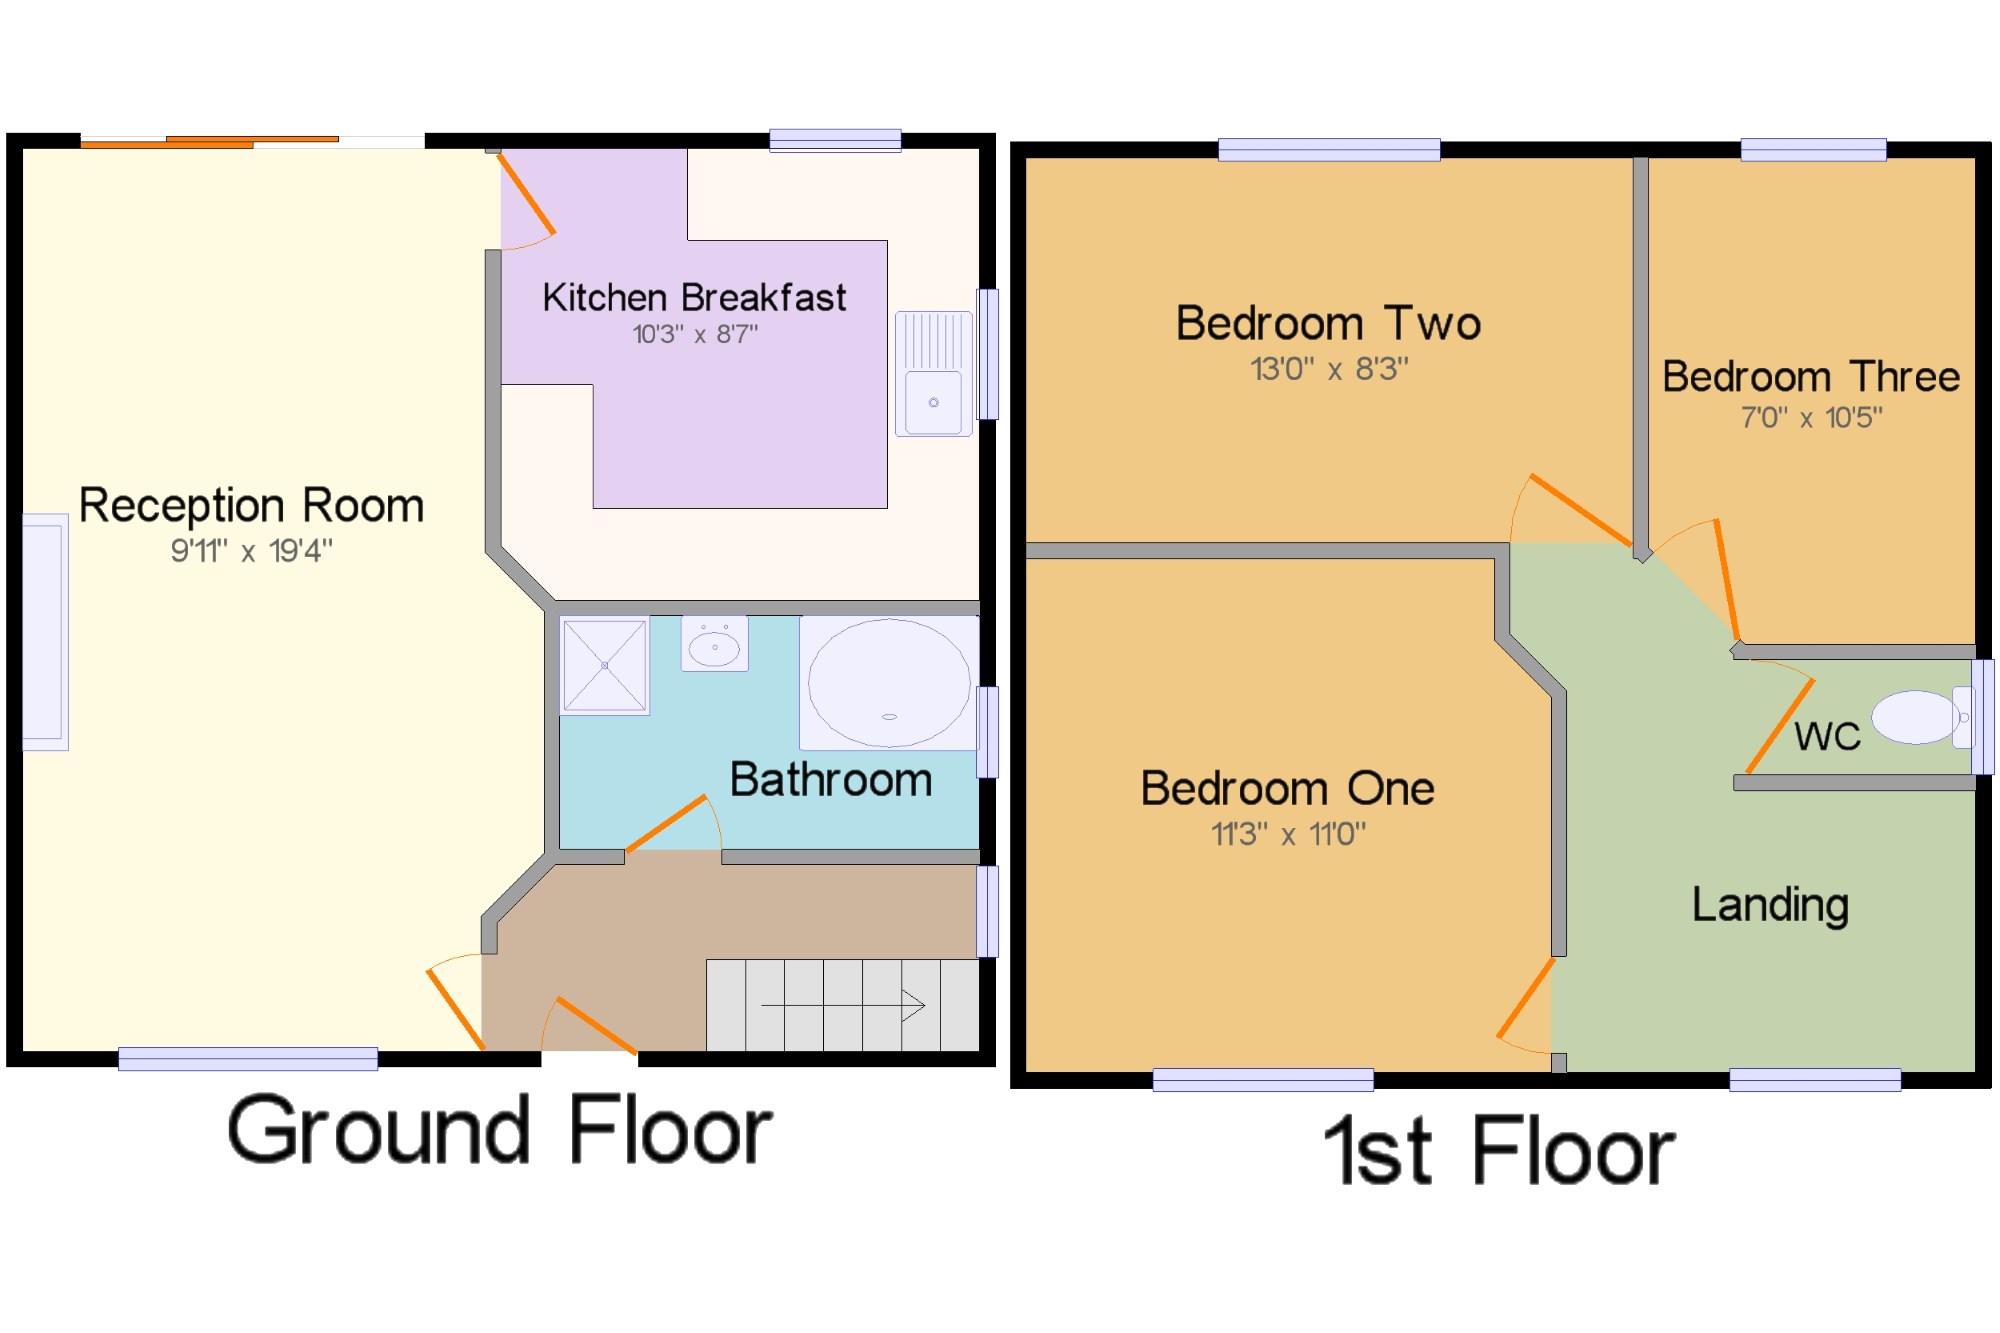 Kitchen Breakfast
10'3" x 8'7"
Reception Room
9'11" x 19'4"
Bathroom
Ground Floor
Bedroom Two
13'0" x 8'3"
Bedroom Three
7'0" x 10'5"
WC
Bedroom One
11'3" x 11'0"
Landing
1st Floor